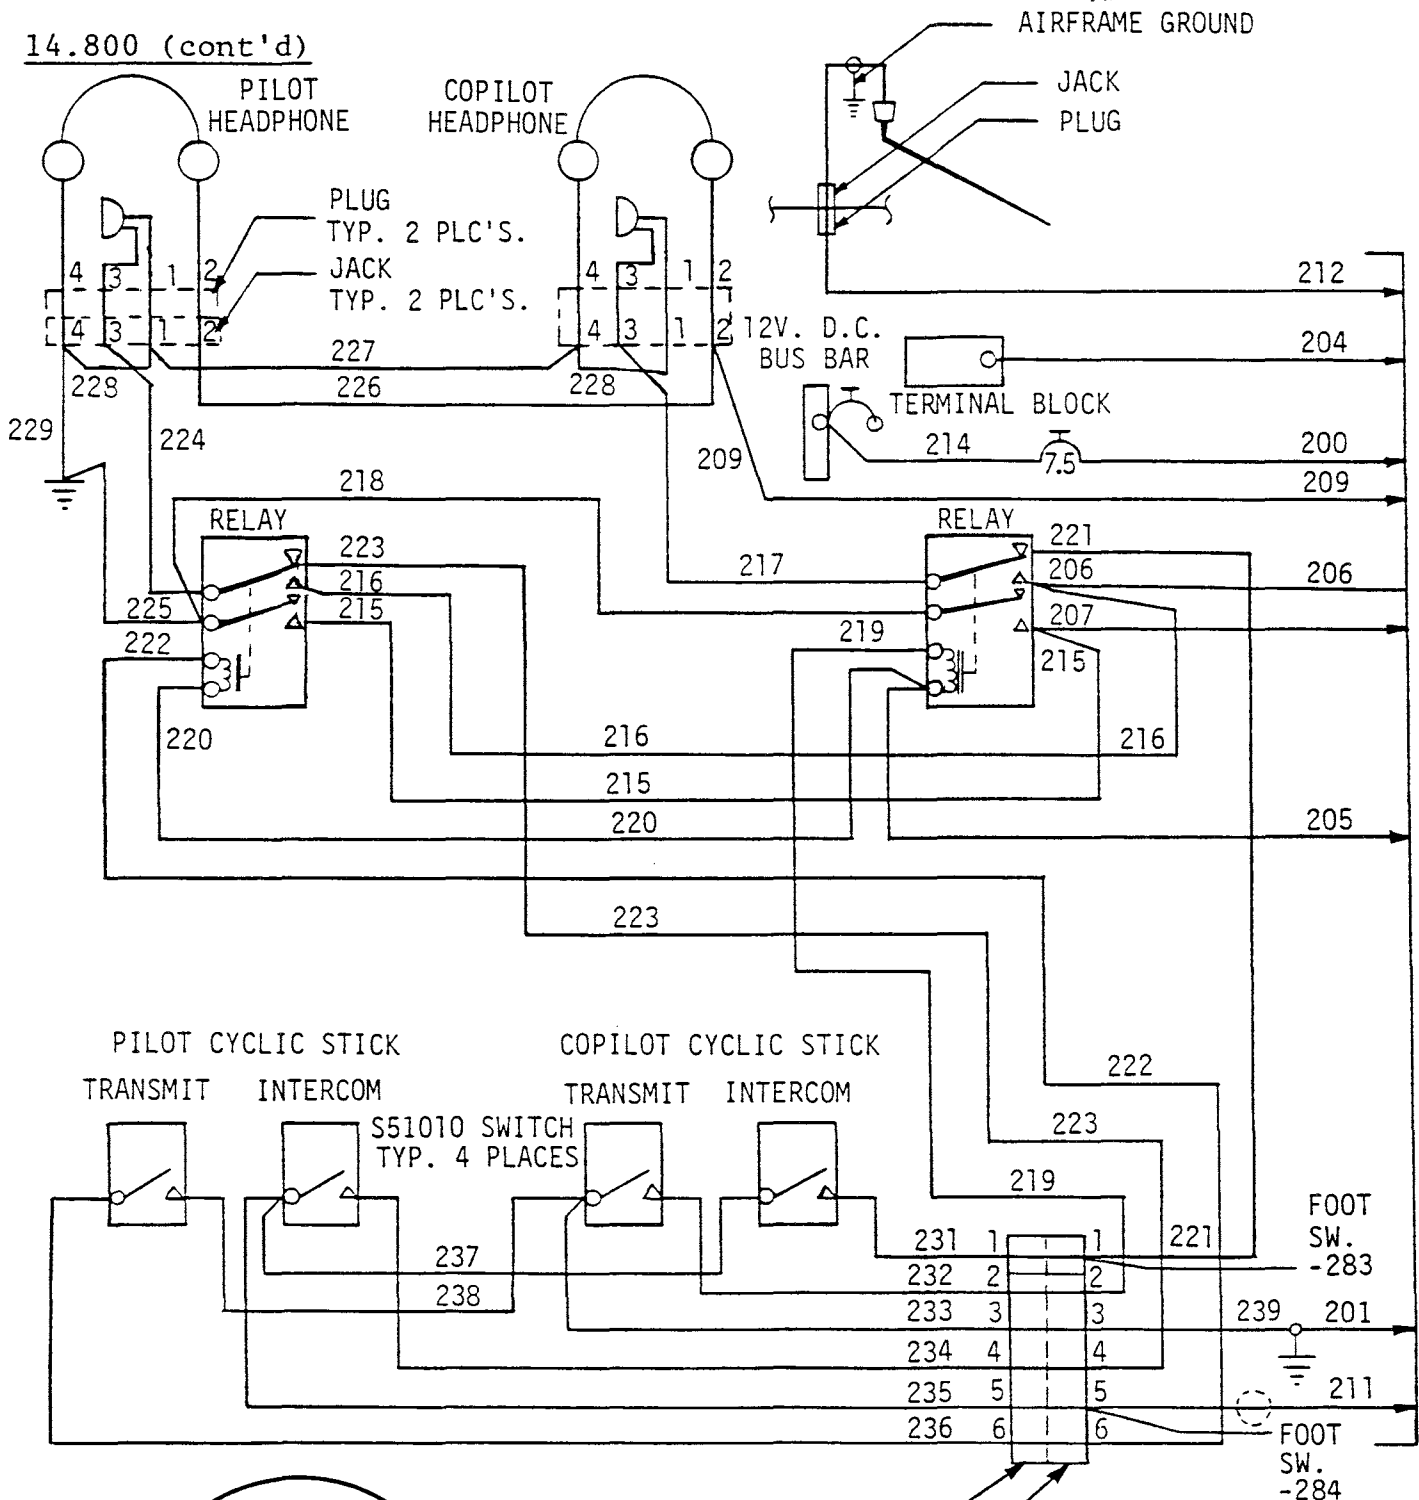 14.800 (cont'd)
AIRFRAME GROUND
JACK
PLUG
PILOT
HEADPHONE
COPILOT
HEADPHONE
PLUG
TYP. 2 PLC'S.
JACK
TYP. 2 PLC'S.
4 3 1 2
4 3 1 2
4 3 1 2
4 3 1 2
212
12V. D.C.
BUS BAR
204
TERMINAL BLOCK
227
228
226
228
229
224
209
214
7.5
200
209
218
RELAY
RELAY
223
216
215
217
221
206
206
207
215
225
222
219
220
216
216
215
220
205
223
PILOT CYCLIC STICK
COPILOT CYCLIC STICK
TRANSMIT INTERCOM
TRANSMIT INTERCOM
S51010 SWITCH
TYP. 4 PLACES
222
223
219
FOOT
SW.
-283
231 1 1 221
237
232 2 2
238
233 3 3 239 201
234 4 4
235 5 5 211
236 6 6
FOOT
SW.
-284